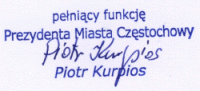 pełniący funkcję
Prezydenta Miasta Częstochowy
Piotr Kurpios
Piotr Kurpios